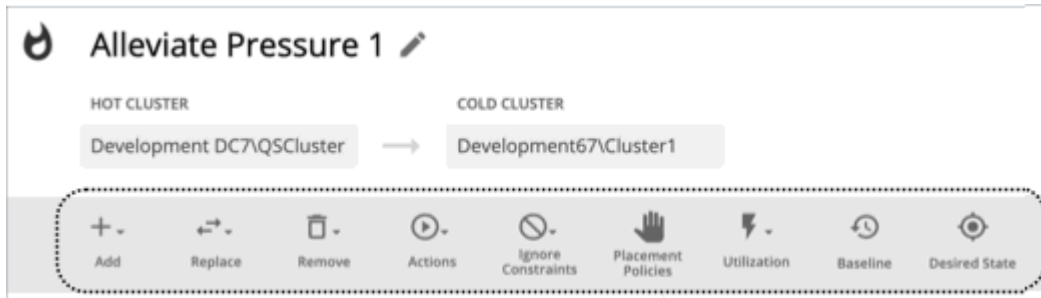 Alleviate Pressure 1
HOT CLUSTER
COLD CLUSTER
Development DC7\QSCluster
Development67\Cluster1
Add
Replace
Remove
Actions
Ignore
Constraints
Placement
Policies
Utilization
Baseline
Desired State